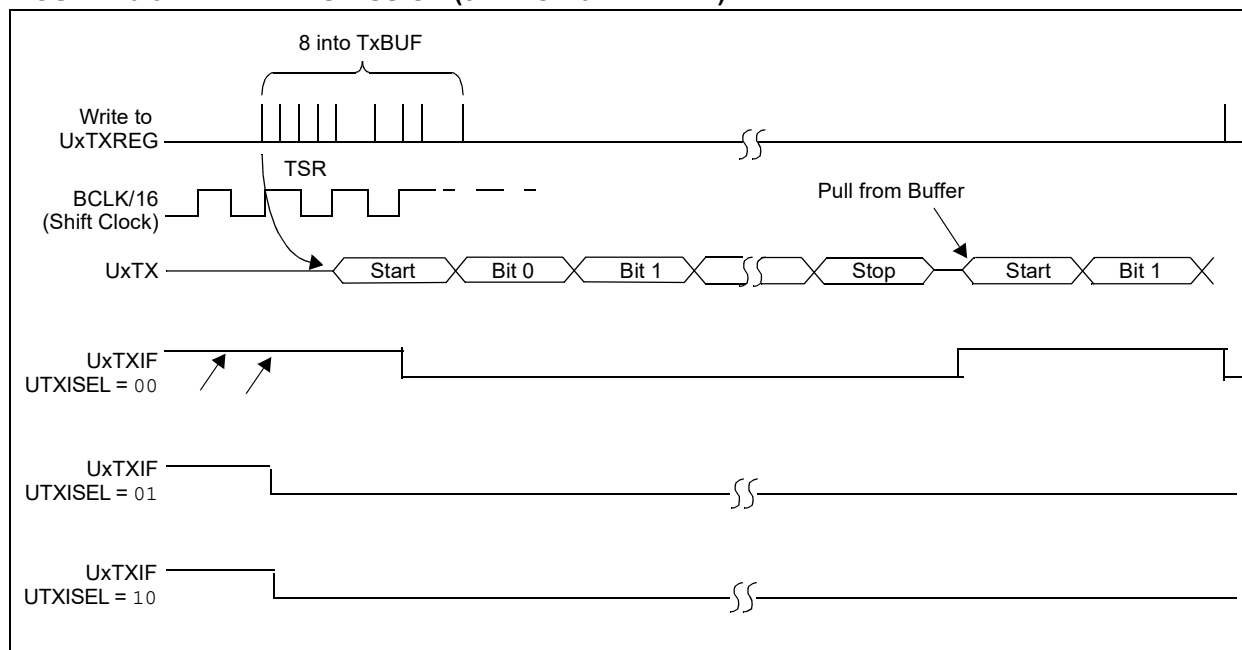 8 into TxBUF
Write to
UxTXREG
TSR
BCLK/16
(Shift Clock)
Pull from Buffer
UxTX
Start
Bit 0
Bit 1
Stop
Start
Bit 1
UxTXIF
UTXISEL = 00
UxTXIF
UTXISEL = 01
UxTXIF
UTXISEL = 10